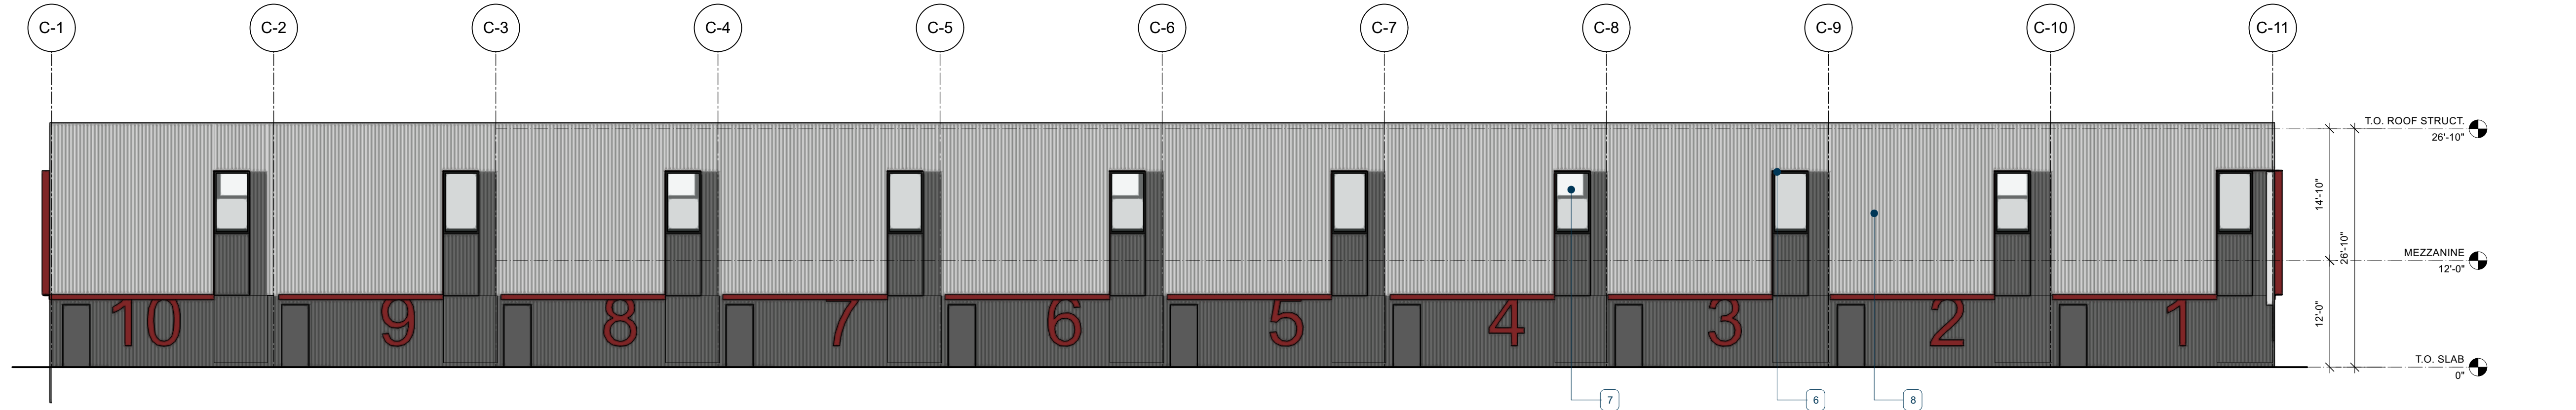 C-1 C-2 C-3 C-4 C-5 C-6 C-7 C-8 C-9 C-10 C-11
T.O. ROOF STRUCT.
26'-10"
14'-10"
26'-10"
MEZZANINE
12'-0"
12'-0"
10 9 8 7 6 5 4 3 2 1
T.O. SLAB
0"
7 6 8